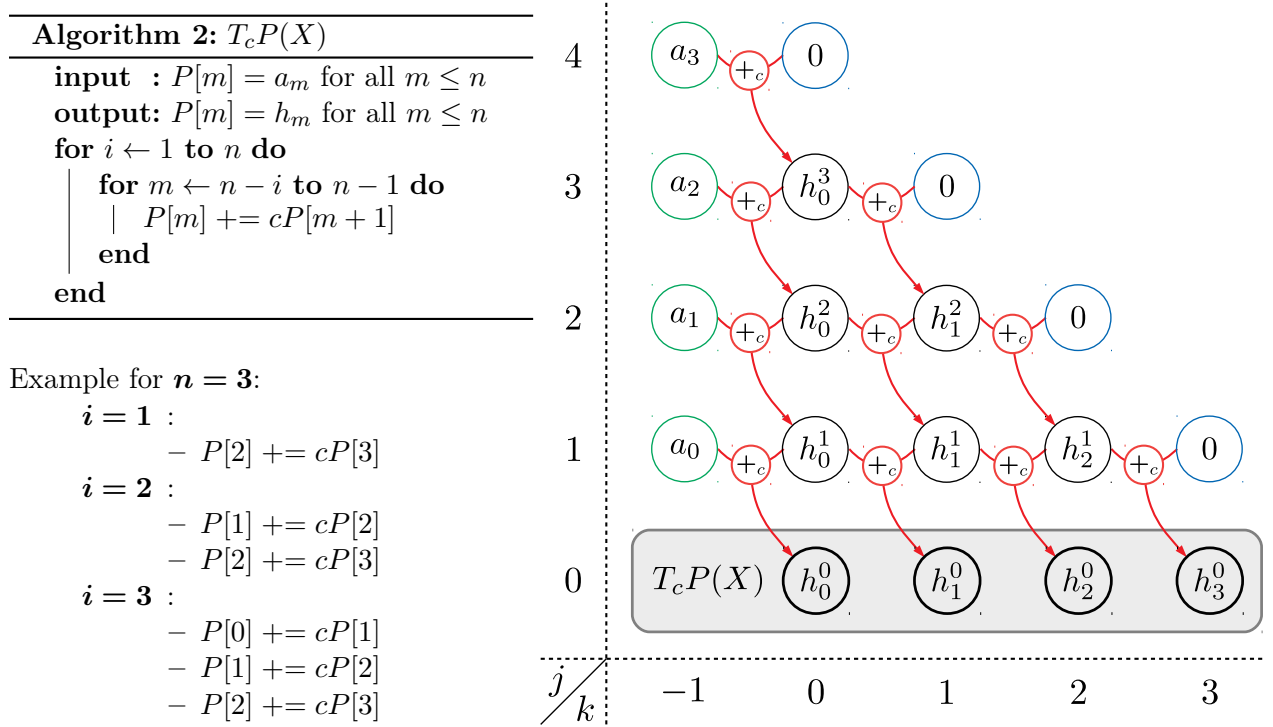 Algorithm 2: T_cP(X)
input : P[m] = a_m for all m ≤ n
output: P[m] = h_m for all m ≤ n
for i ← 1 to n do
for m ← n − i to n − 1 do
P[m] += cP[m + 1]
end
end
Example for n = 3:
i = 1 :
− P[2] += cP[3]
i = 2 :
− P[1] += cP[2]
− P[2] += cP[3]
i = 3 :
− P[0] += cP[1]
− P[1] += cP[2]
− P[2] += cP[3]
4 a_3 +_c 0
3 a_2 +_c h_0^3 +_c 0
2 a_1 +_c h_0^2 +_c h_1^2 +_c 0
1 a_0 +_c h_0^1 +_c h_1^1 +_c h_2^1 +_c 0
0 T_cP(X) h_0^0 h_1^0 h_2^0 h_3^0
j/k −1 0 1 2 3